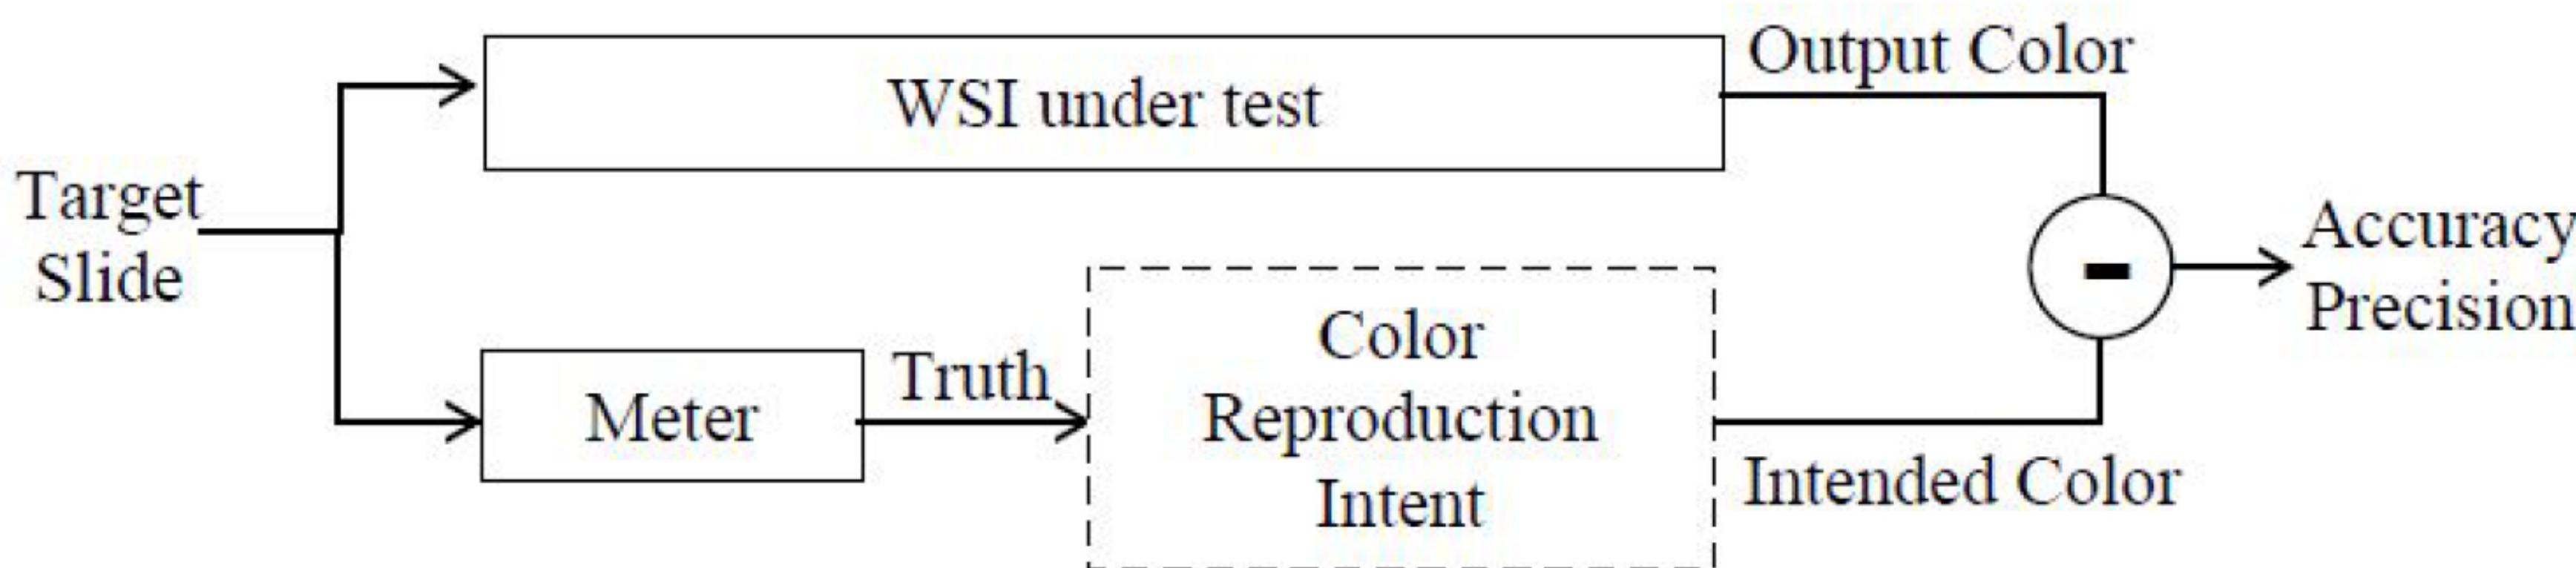 Output Color
WSI under test
Target
Slide
Accuracy
Precision
Color
Reproduction
Intent
Truth
Meter
Intended Color
-